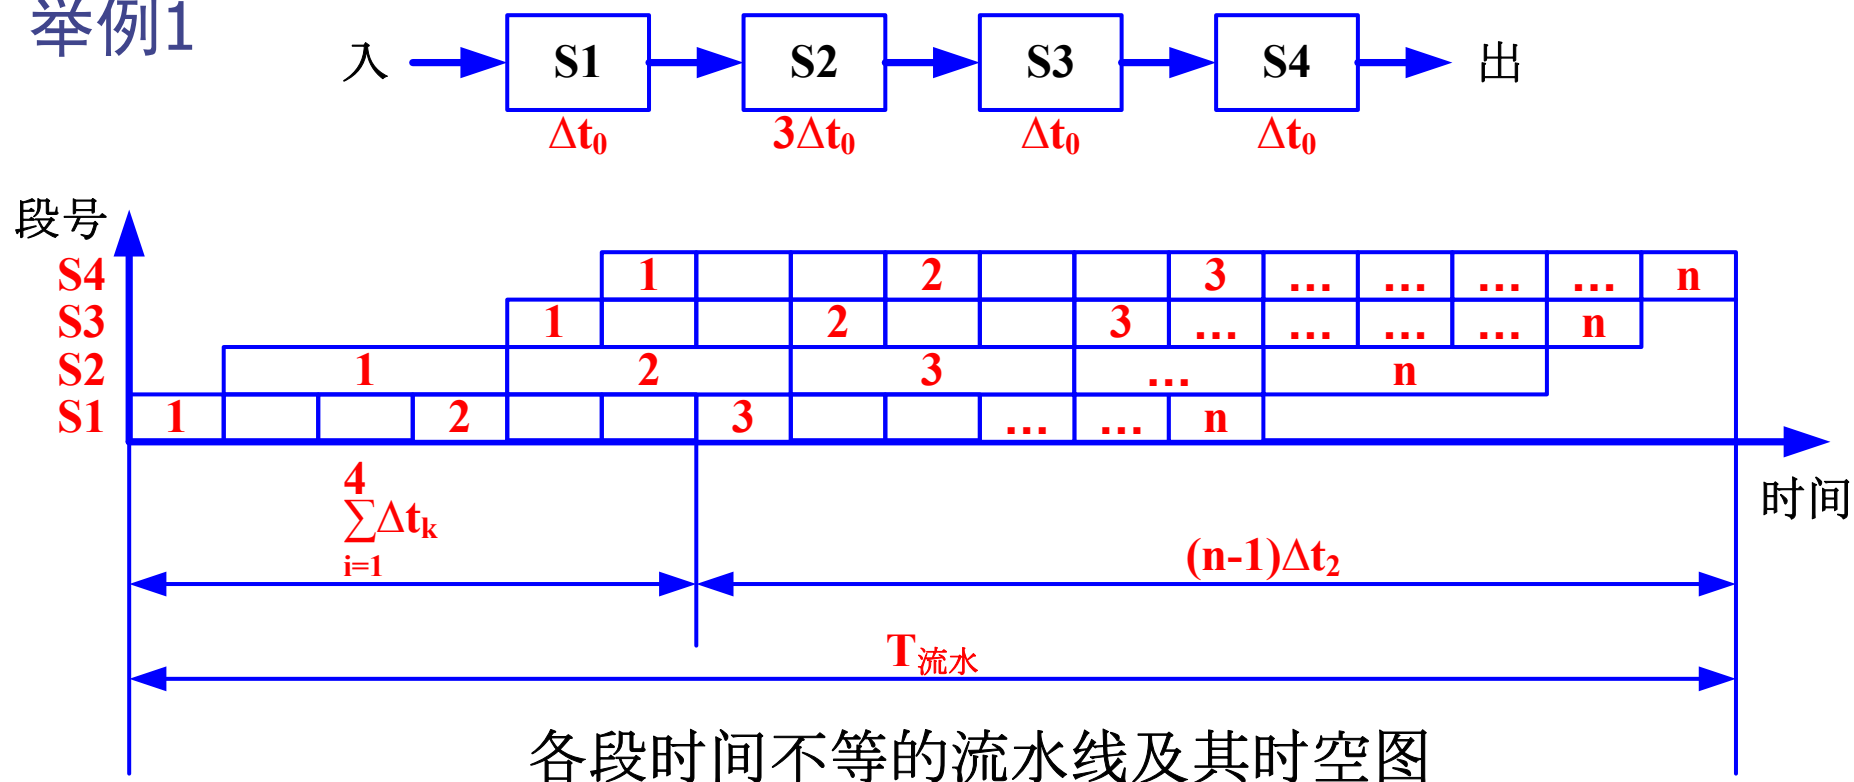 举例1
入 S1 S2 S3 S4 出
Δt₀ 3Δt₀ Δt₀ Δt₀
段号
S4 1 2 3 ... ... ... ... n
S3 1 2 3 ... ... ... ... n
S2 1 2 3 ... n
S1 1 2 3 ... ... n
时间
4
∑Δtₖ
i=1
(n-1)Δt₂
T流水
各段时间不等的流水线及其时空图